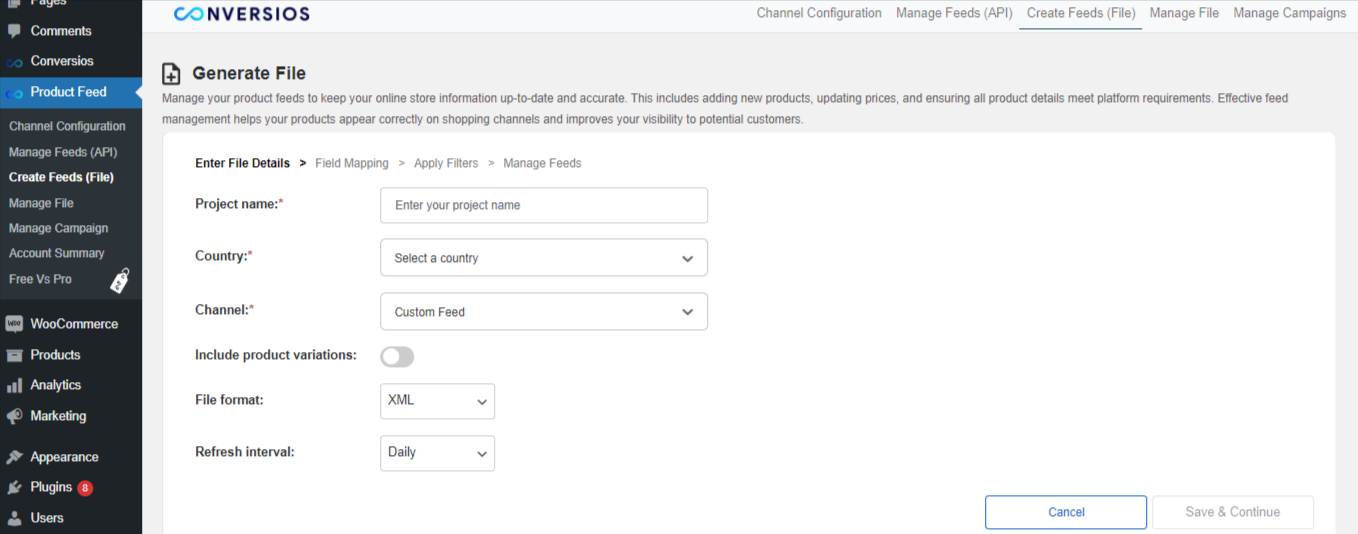 Pages
Comments
Conversios
Product Feed
Channel Configuration
Manage Feeds (API)
Create Feeds (File)
Manage File
Manage Campaign
Account Summary
Free Vs Pro
WooCommerce
Products
Analytics
Marketing
Appearance
Plugins 8
Users
CONVERSIOS
Channel Configuration Manage Feeds (API) Create Feeds (File) Manage File Manage Campaigns
Generate File
Manage your product feeds to keep your online store information up-to-date and accurate. This includes adding new products, updating prices, and ensuring all product details meet platform requirements. Effective feed
management helps your products appear correctly on shopping channels and improves your visibility to potential customers.
Enter File Details > Field Mapping > Apply Filters > Manage Feeds
Project name:* Enter your project name
Country:* Select a country
Channel:* Custom Feed
Include product variations:
File format: XML
Refresh interval: Daily
Cancel Save & Continue